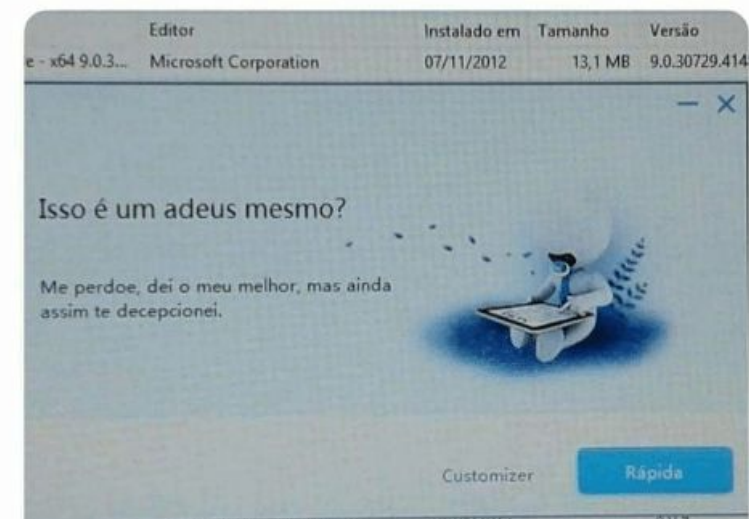 Editor Instalado em Tamanho Versão
e - x64 9.0.3... Microsoft Corporation 07/11/2012 13,1 MB 9.0.30729.414
Isso é um adeus mesmo?
Me perdoe, dei o meu melhor, mas ainda
assim te decepcionei.
Customizer Rápida